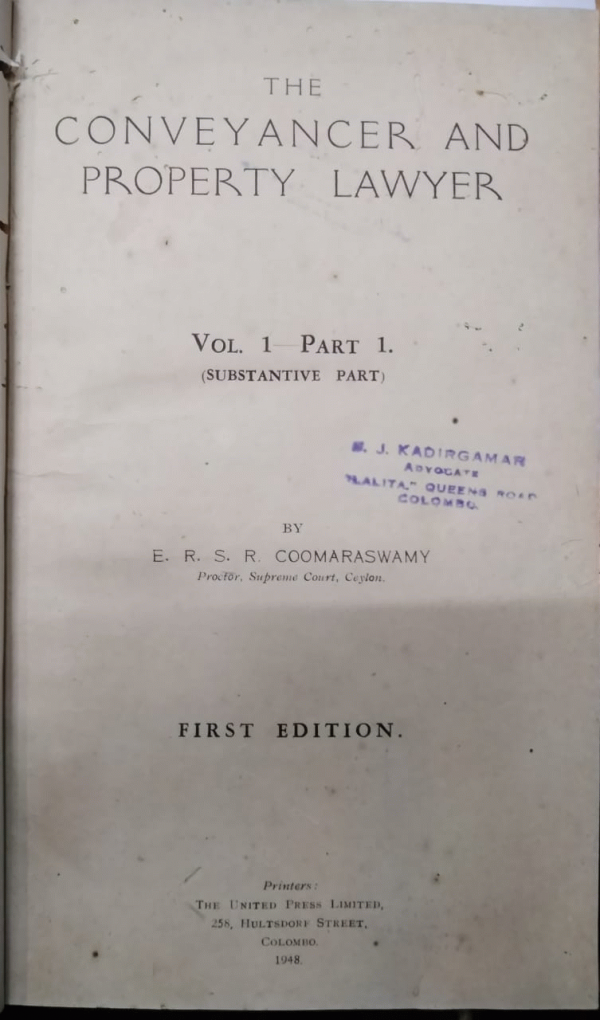 THE
CONVEYANCER AND
PROPERTY LAWYER
VOL. 1 PART 1.
(SUBSTANTIVE PART)
J. KADIRGAMAR
ADVOCATE
"LALITA," QUEENS ROAD
COLOMBO.
BY
E. R. S. R. COOMARASWAMY
Proctor, Supreme Court, Ceylon.
FIRST EDITION.
Printers:
THE UNITED PRESS LIMITED,
258, HULTSDORF STREET,
COLOMBO.
1948.